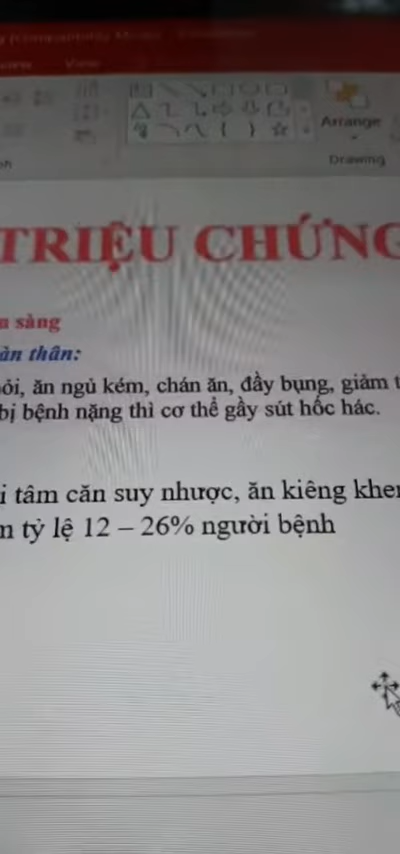 View
Arrange
Drawing
TRIỆU CHỨNG
sàng
thân:
ỏi, ăn ngủ kém, chán ăn, đầy bụng, giảm t
bị bệnh nặng thì cơ thể gầy sút hốc hác.
i tâm căn suy nhược, ăn kiêng khe
tỷ lệ 12 – 26% người bệnh